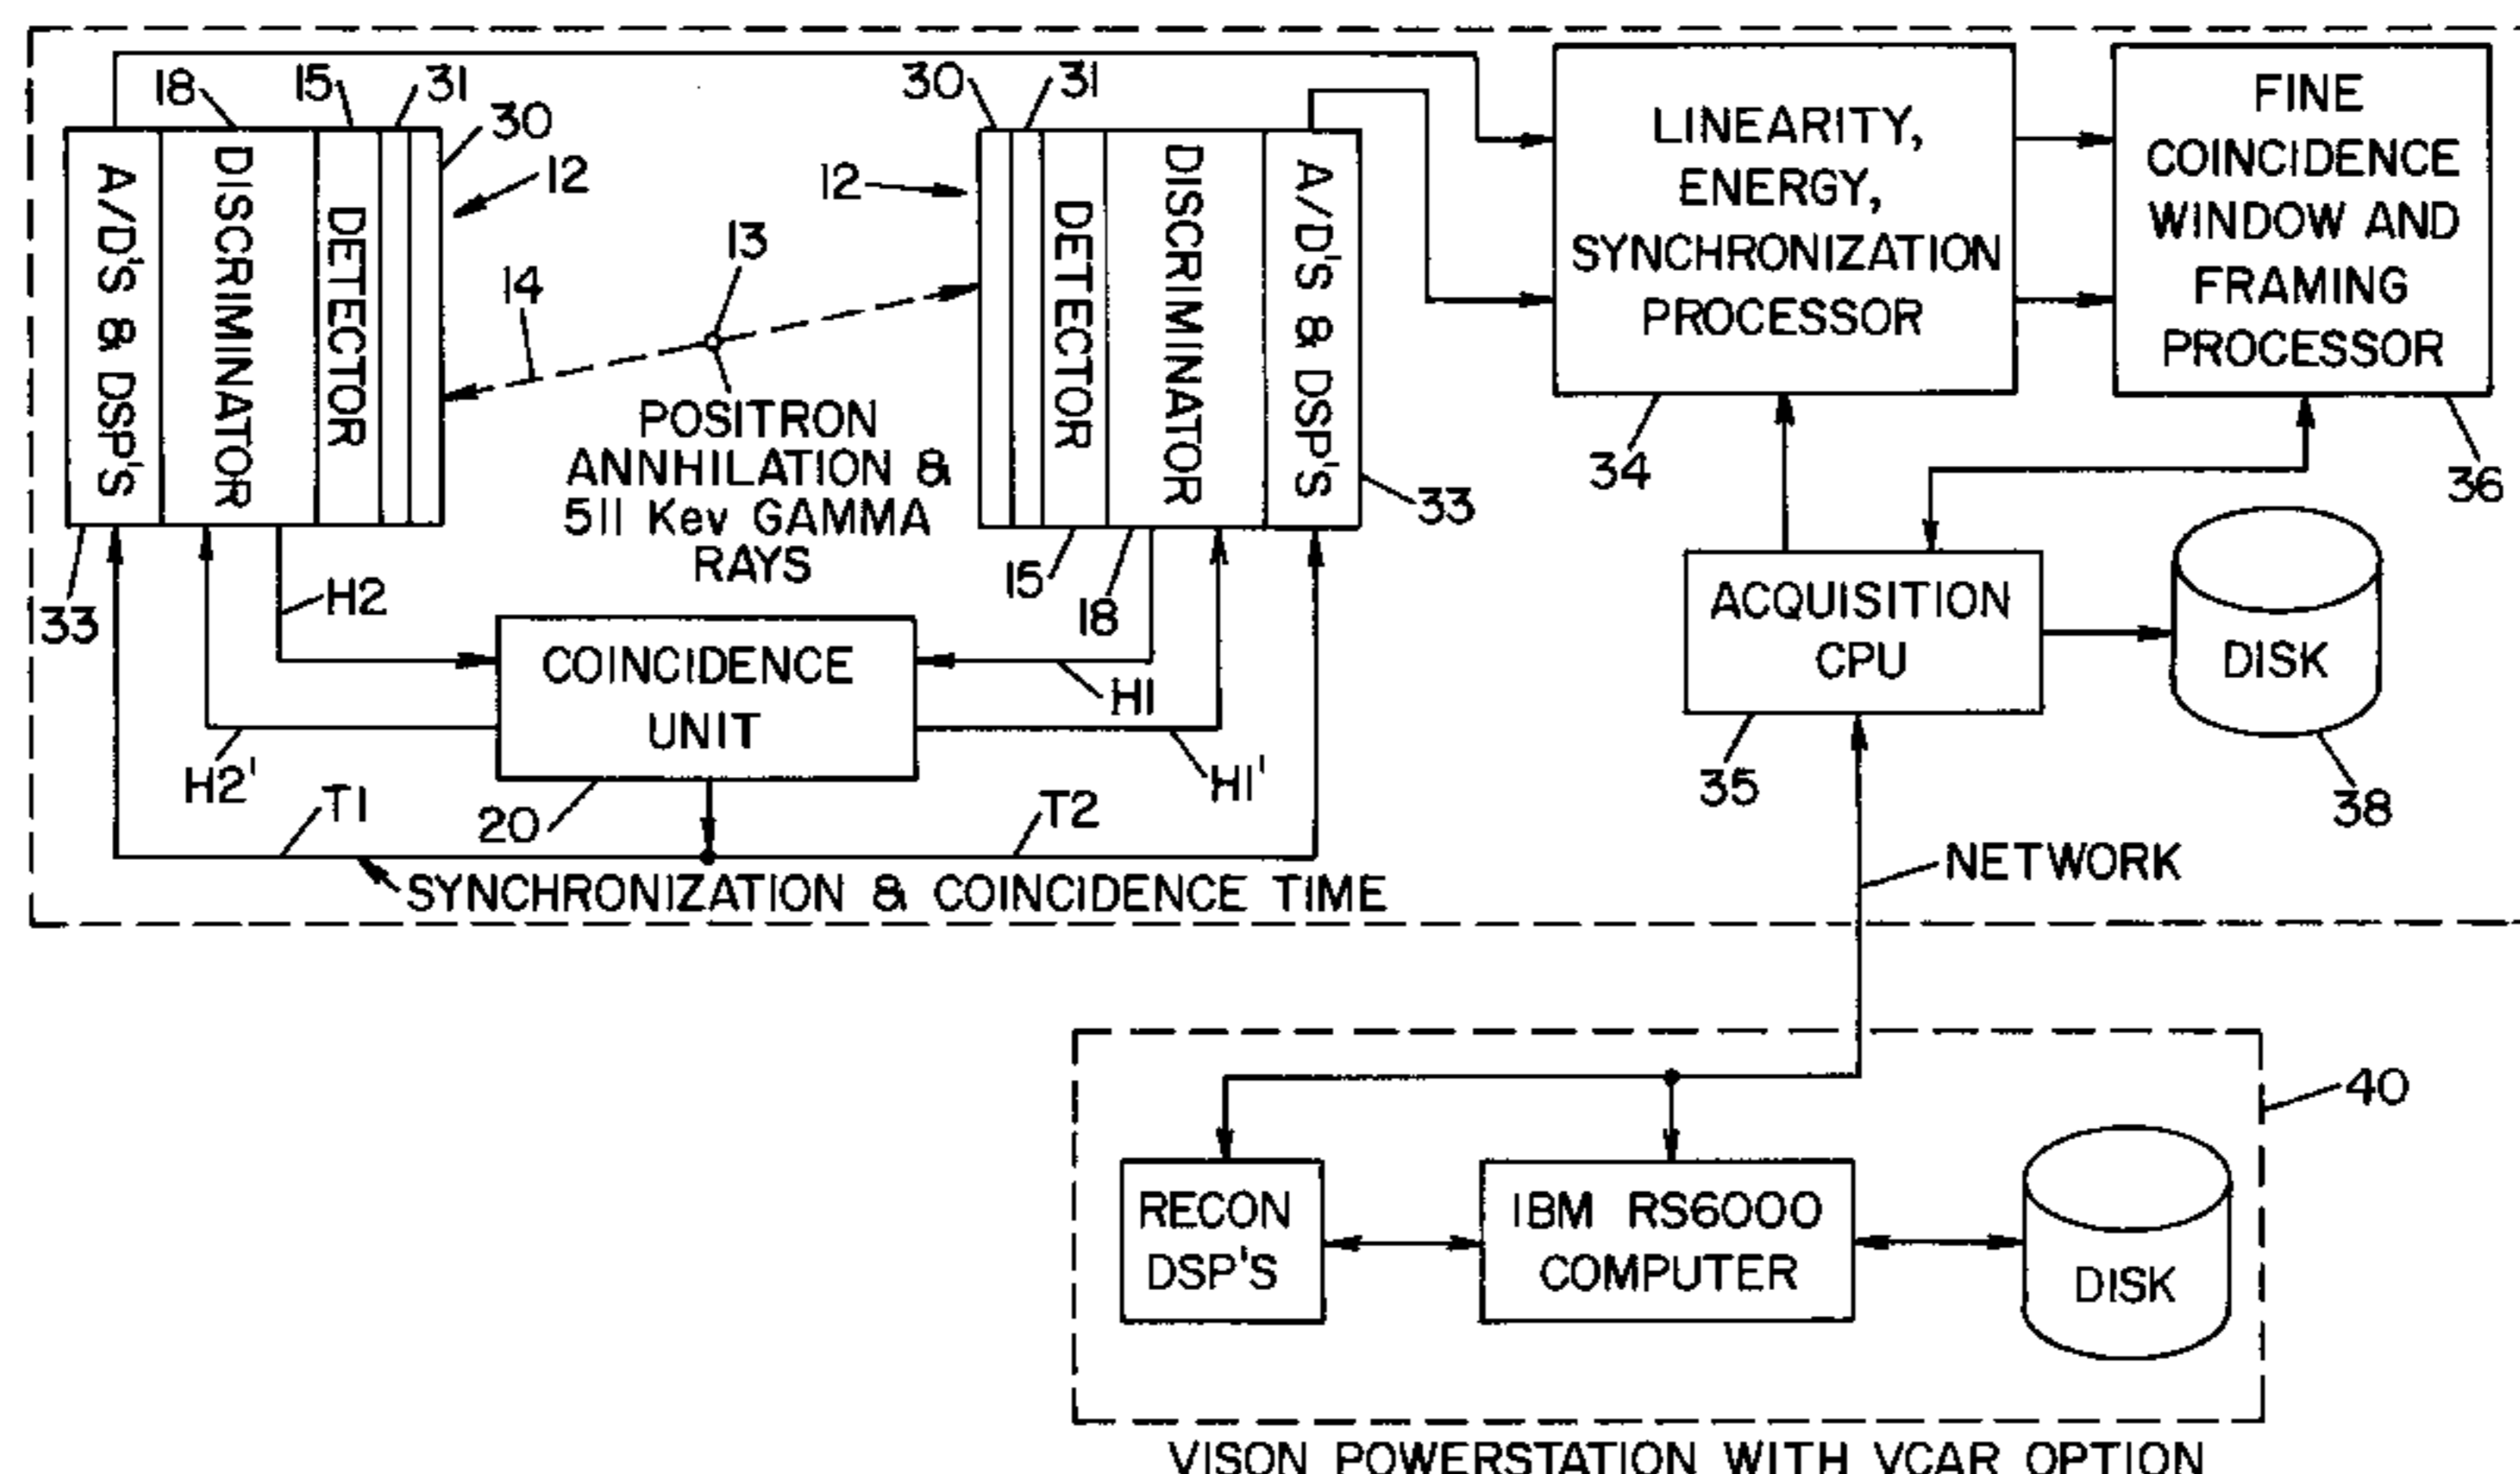 18
15
31
30
12
A/D'S & DSP'S
DISCRIMINATOR
DETECTOR
33
14
13
POSITRON
ANNHILATION &
511 Kev GAMMA
RAYS
30
31
12
DETECTOR
DISCRIMINATOR
A/D'S & DSP'S
15
18
33
H2
H2'
COINCIDENCE
UNIT
20
H1
H1'
T1
T2
SYNCHRONIZATION & COINCIDENCE TIME
LINEARITY,
ENERGY,
SYNCHRONIZATION
PROCESSOR
34
FINE
COINCIDENCE
WINDOW AND
FRAMING
PROCESSOR
36
ACQUISITION
CPU
35
DISK
38
NETWORK
40
RECON
DSP'S
IBM RS6000
COMPUTER
DISK
VISON POWERSTATION WITH VCAR OPTION